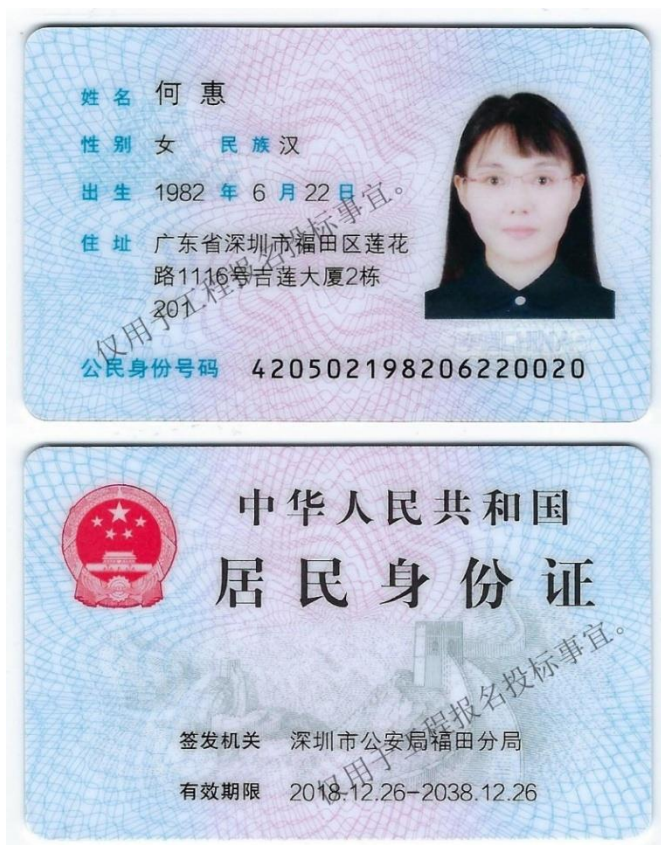 姓名 何惠
性别 女 民族 汉
出生 1982 年 6 月 22 日
住址 广东省深圳市福田区莲花
路1116号吉莲大厦2栋
201
仅用于工程报名投标事宜。
公民身份号码 420502198206220020
中华人民共和国
居民身份证
仅用于工程报名投标事宜。
签发机关 深圳市公安局福田分局
有效期限 2018.12.26-2038.12.26